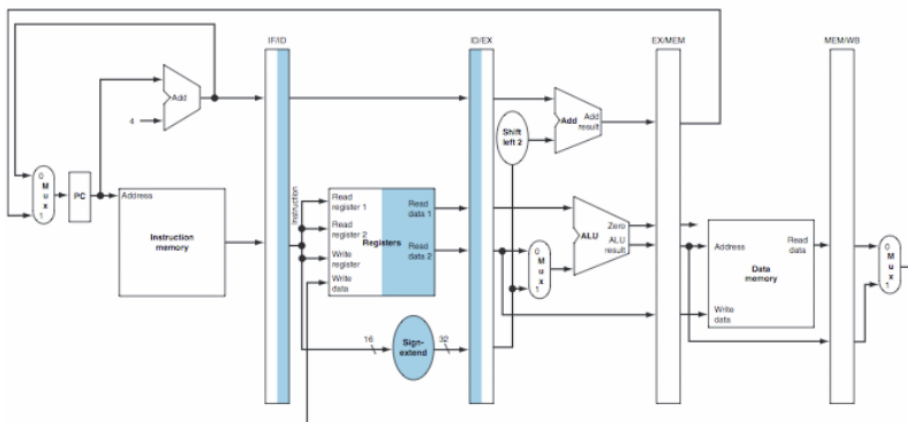 IF/ID
ID/EX
EX/MEM
MEM/WB
Add
4
Shift
left 2
Add
Add
result
0
M
u
x
1
PC
Address
Instruction
memory
Instruction
Read
register 1
Read
register 2
Write
register
Write
data
Registers
Read
data 1
Read
data 2
16
Sign-
extend
32
0
M
u
x
1
ALU
Zero
ALU
result
Address
Write
data
Data
memory
Read
data
0
M
u
x
1